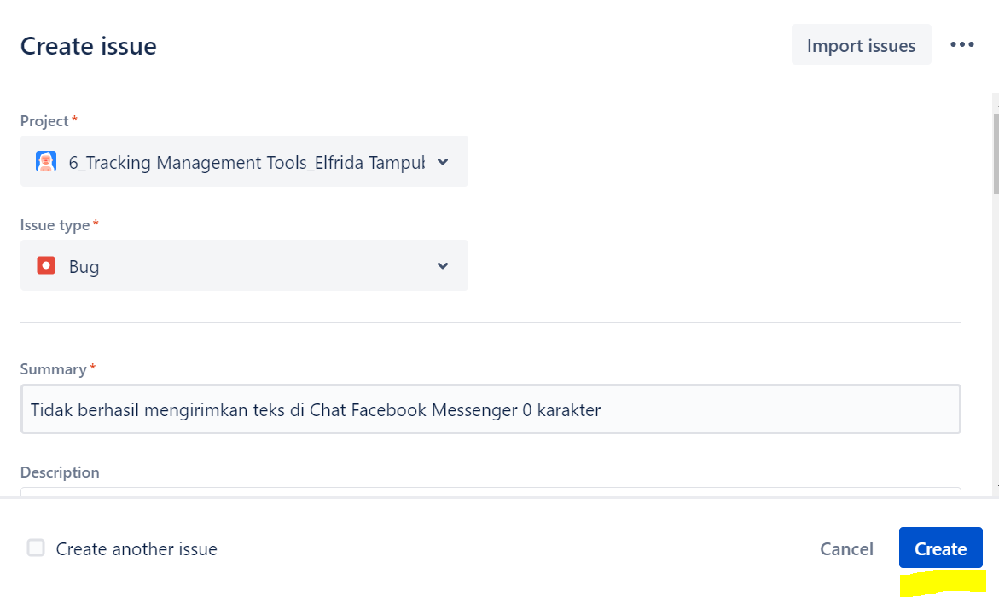 Create issue
Import issues
Project*
6_Tracking Management Tools_Elfrida Tampub
Issue type*
Bug
Summary*
Tidak berhasil mengirimkan teks di Chat Facebook Messenger 0 karakter
Description
Create another issue
Cancel
Create